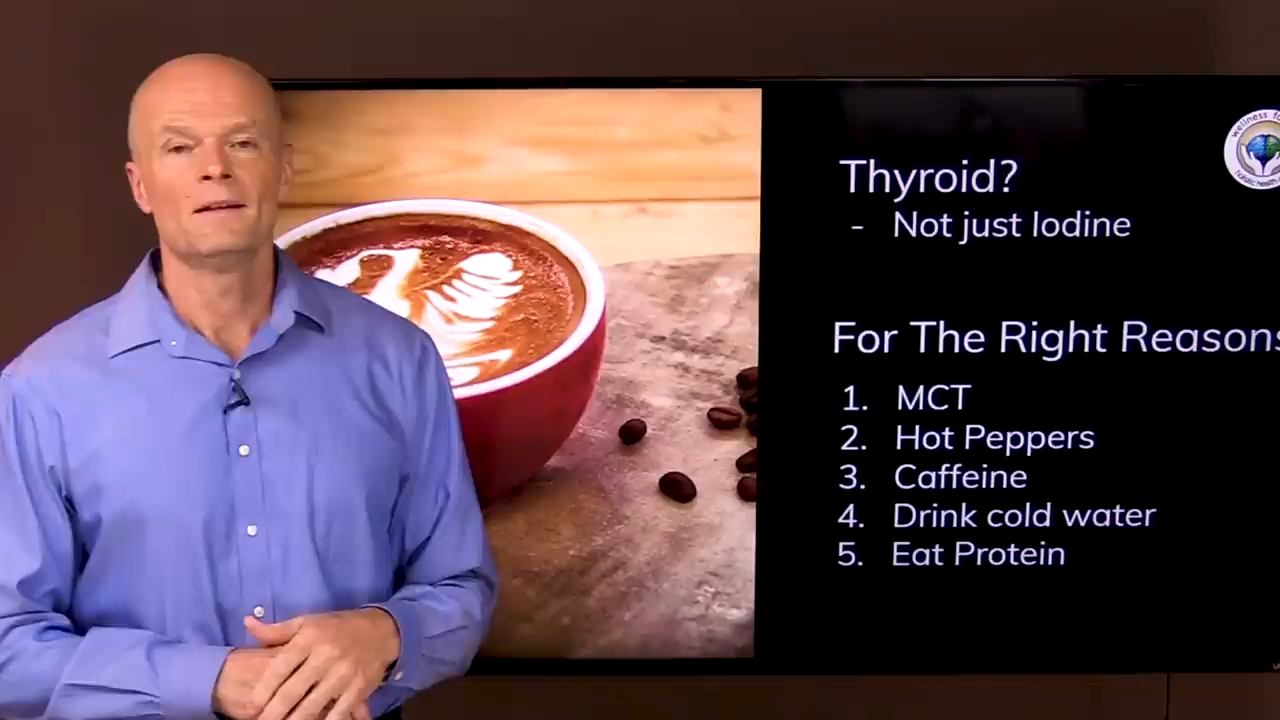 Thyroid?
- Not just Iodine
wellness
For The Right Reasons
1. MCT
2. Hot Peppers
3. Caffeine
4. Drink cold water
5. Eat Protein